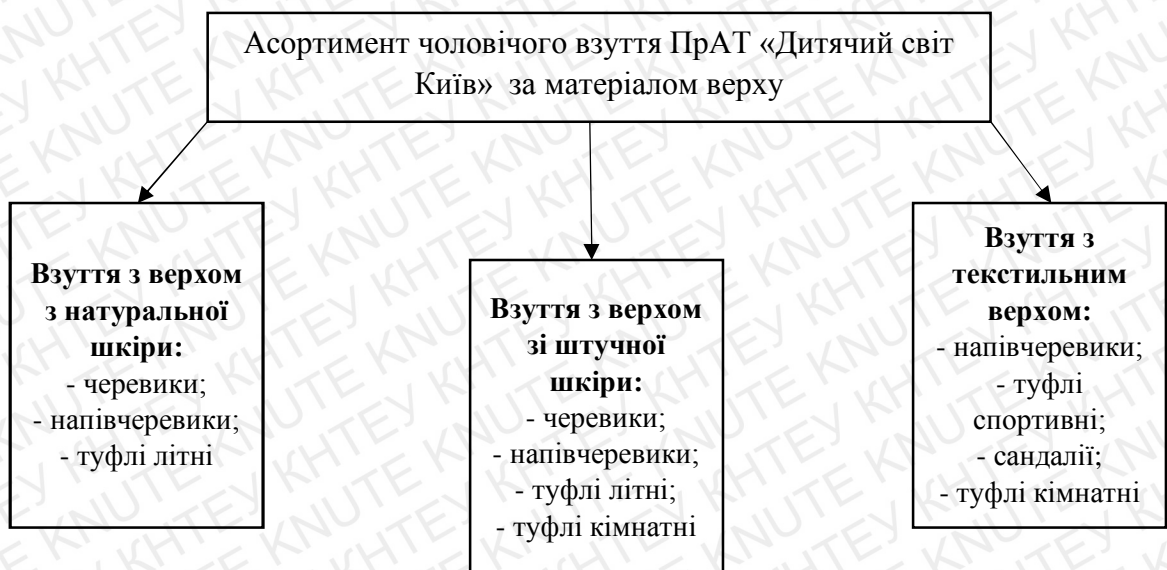 Асортимент чоловічого взуття ПрАТ «Дитячий світ
Київ» за матеріалом верху
Взуття з верхом
з натуральної
шкіри:
- черевики;
- напівчеревики;
- туфлі літні
Взуття з верхом
зі штучної
шкіри:
- черевики;
- напівчеревики;
- туфлі літні;
- туфлі кімнатні
Взуття з
текстильним
верхом:
- напівчеревики;
- туфлі
спортивні;
- сандалії;
- туфлі кімнатні